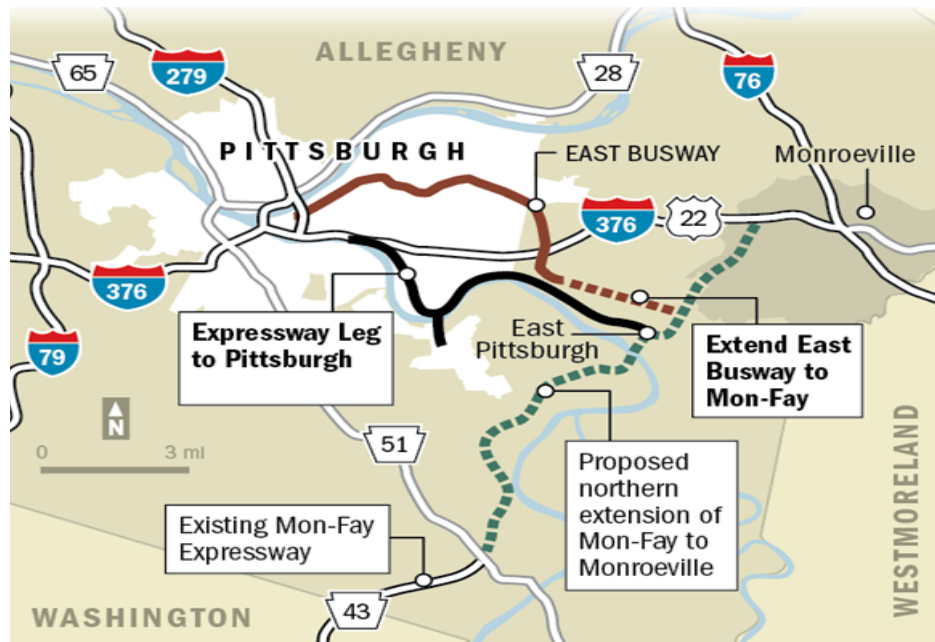 ALLEGHENY
65
279
28
76
PITTSBURGH
EAST BUSWAY
Monroeville
376
22
376
Expressway Leg
to Pittsburgh
East
Pittsburgh
Extend East
Busway to
Mon-Fay
79
N
0 3 mi
51
Proposed
northern
extension of
Mon-Fay to
Monroeville
Existing Mon-Fay
Expressway
43
WASHINGTON
WESTMORELAND